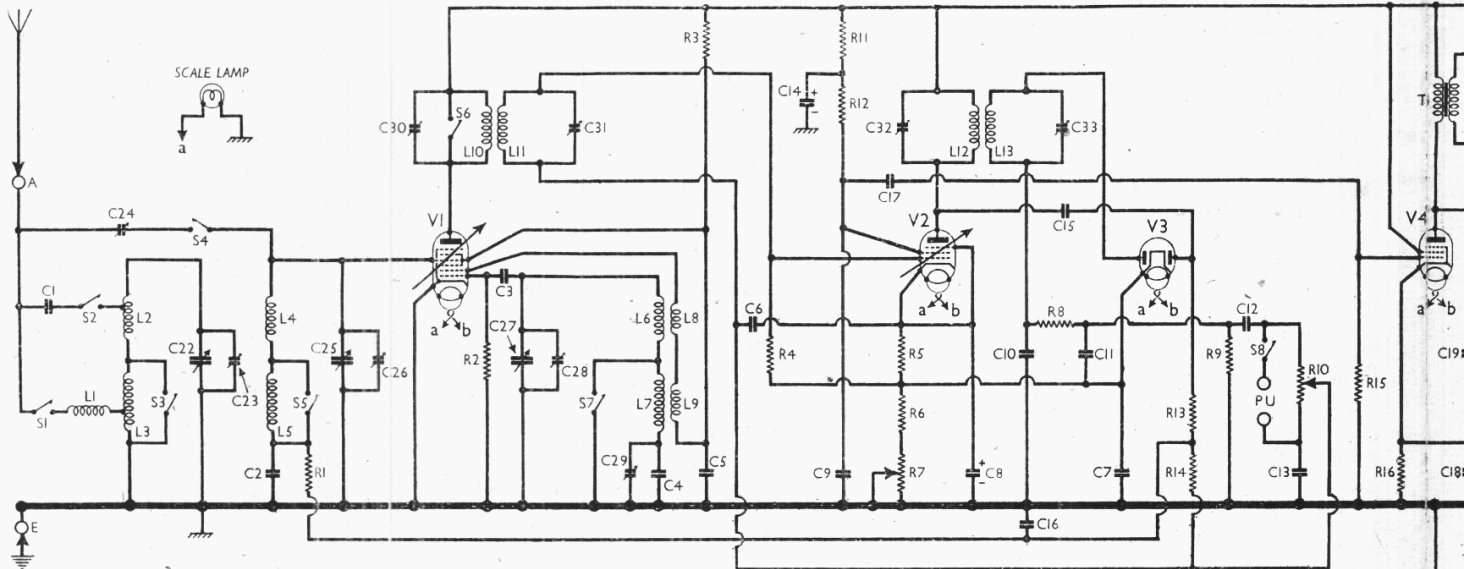 R3
R11
SCALE LAMP
a
C14
+
-
R12
T1
C30
S6
L10
L11
C31
C32
L12
L13
C33
A
C17
C24
S4
V1
V2
C15
V3
V4
C1
S2
L2
L4
C3
a
b
a
b
a
b
a
b
C22
C25
R2
C27
L6
L8
C6
R8
C12
C23
C26
C28
R4
R5
C10
C11
R9
S8
R10
C19
L1
S3
S5
S7
L7
L9
PU
R15
S1
L3
L5
R6
R13
C2
R1
C29
C4
C5
C9
R7
+
-
C8
C7
R14
C13
R16
C18
E
C16